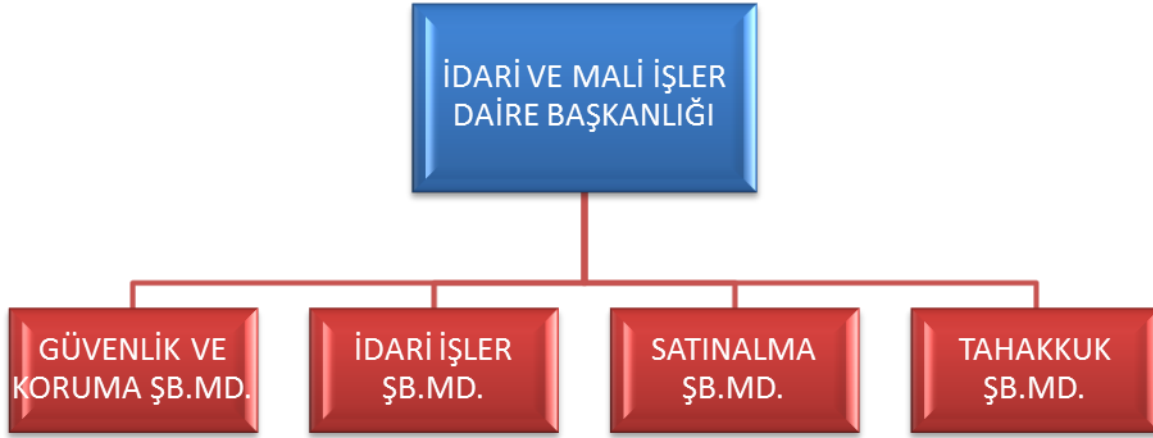 İDARİ VE MALİ İŞLER
DAİRE BAŞKANLIĞI
GÜVENLİK VE
KORUMA ŞB.MD.
İDARİ İŞLER
ŞB.MD.
SATINALMA
ŞB.MD.
TAHAKKUK
ŞB.MD.